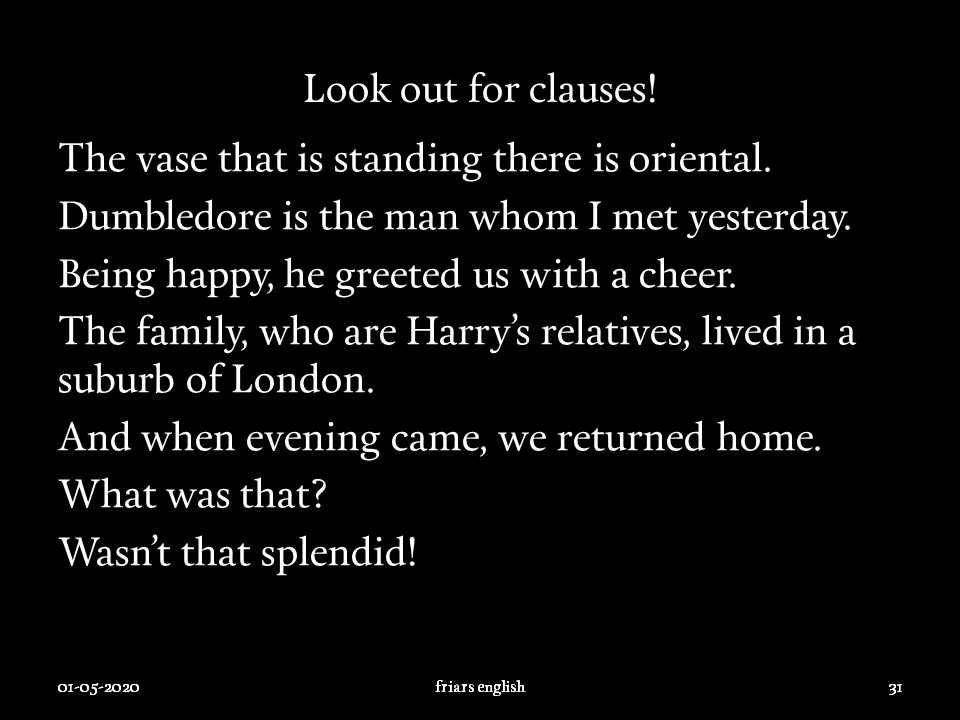 Look out for clauses!
The vase that is standing there is oriental.
Dumbledore is the man whom I met yesterday.
Being happy, he greeted us with a cheer.
The family, who are Harry’s relatives, lived in a
suburb of London.
And when evening came, we returned home.
What was that?
Wasn’t that splendid!
01-05-2020 friars english 31